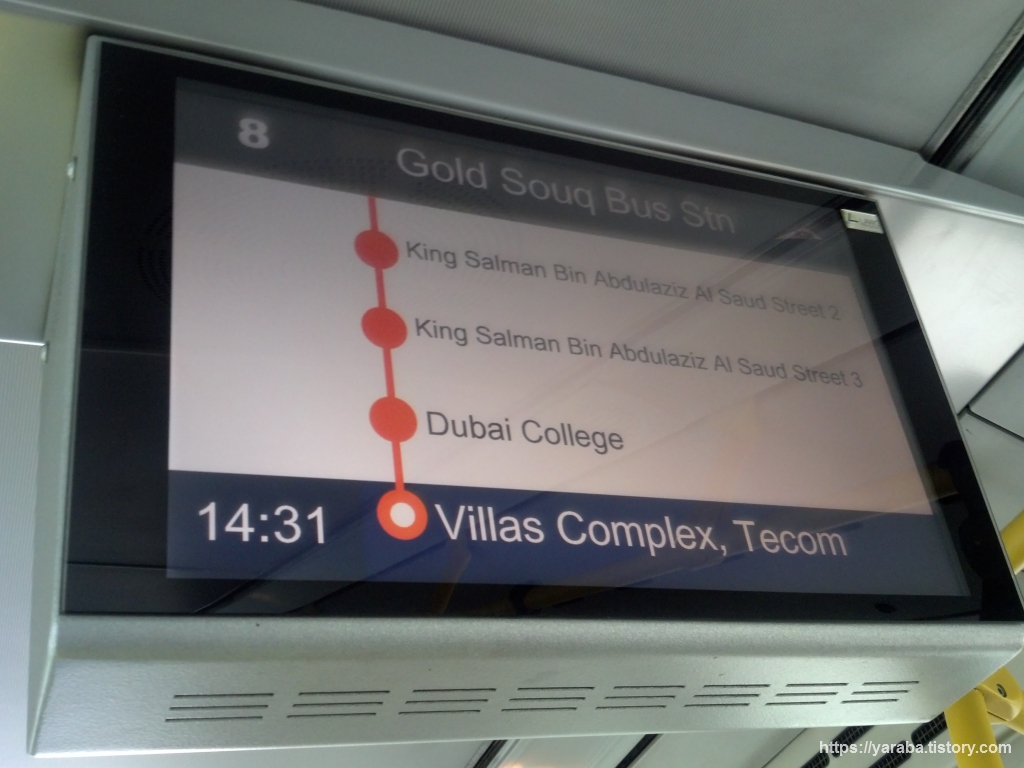 8
Gold Souq Bus Stn
King Salman Bin Abdulaziz Al Saud Street 2
King Salman Bin Abdulaziz Al Saud Street 3
Dubai College
14:31
Villas Complex, Tecom
https://yaraba.tistory.com